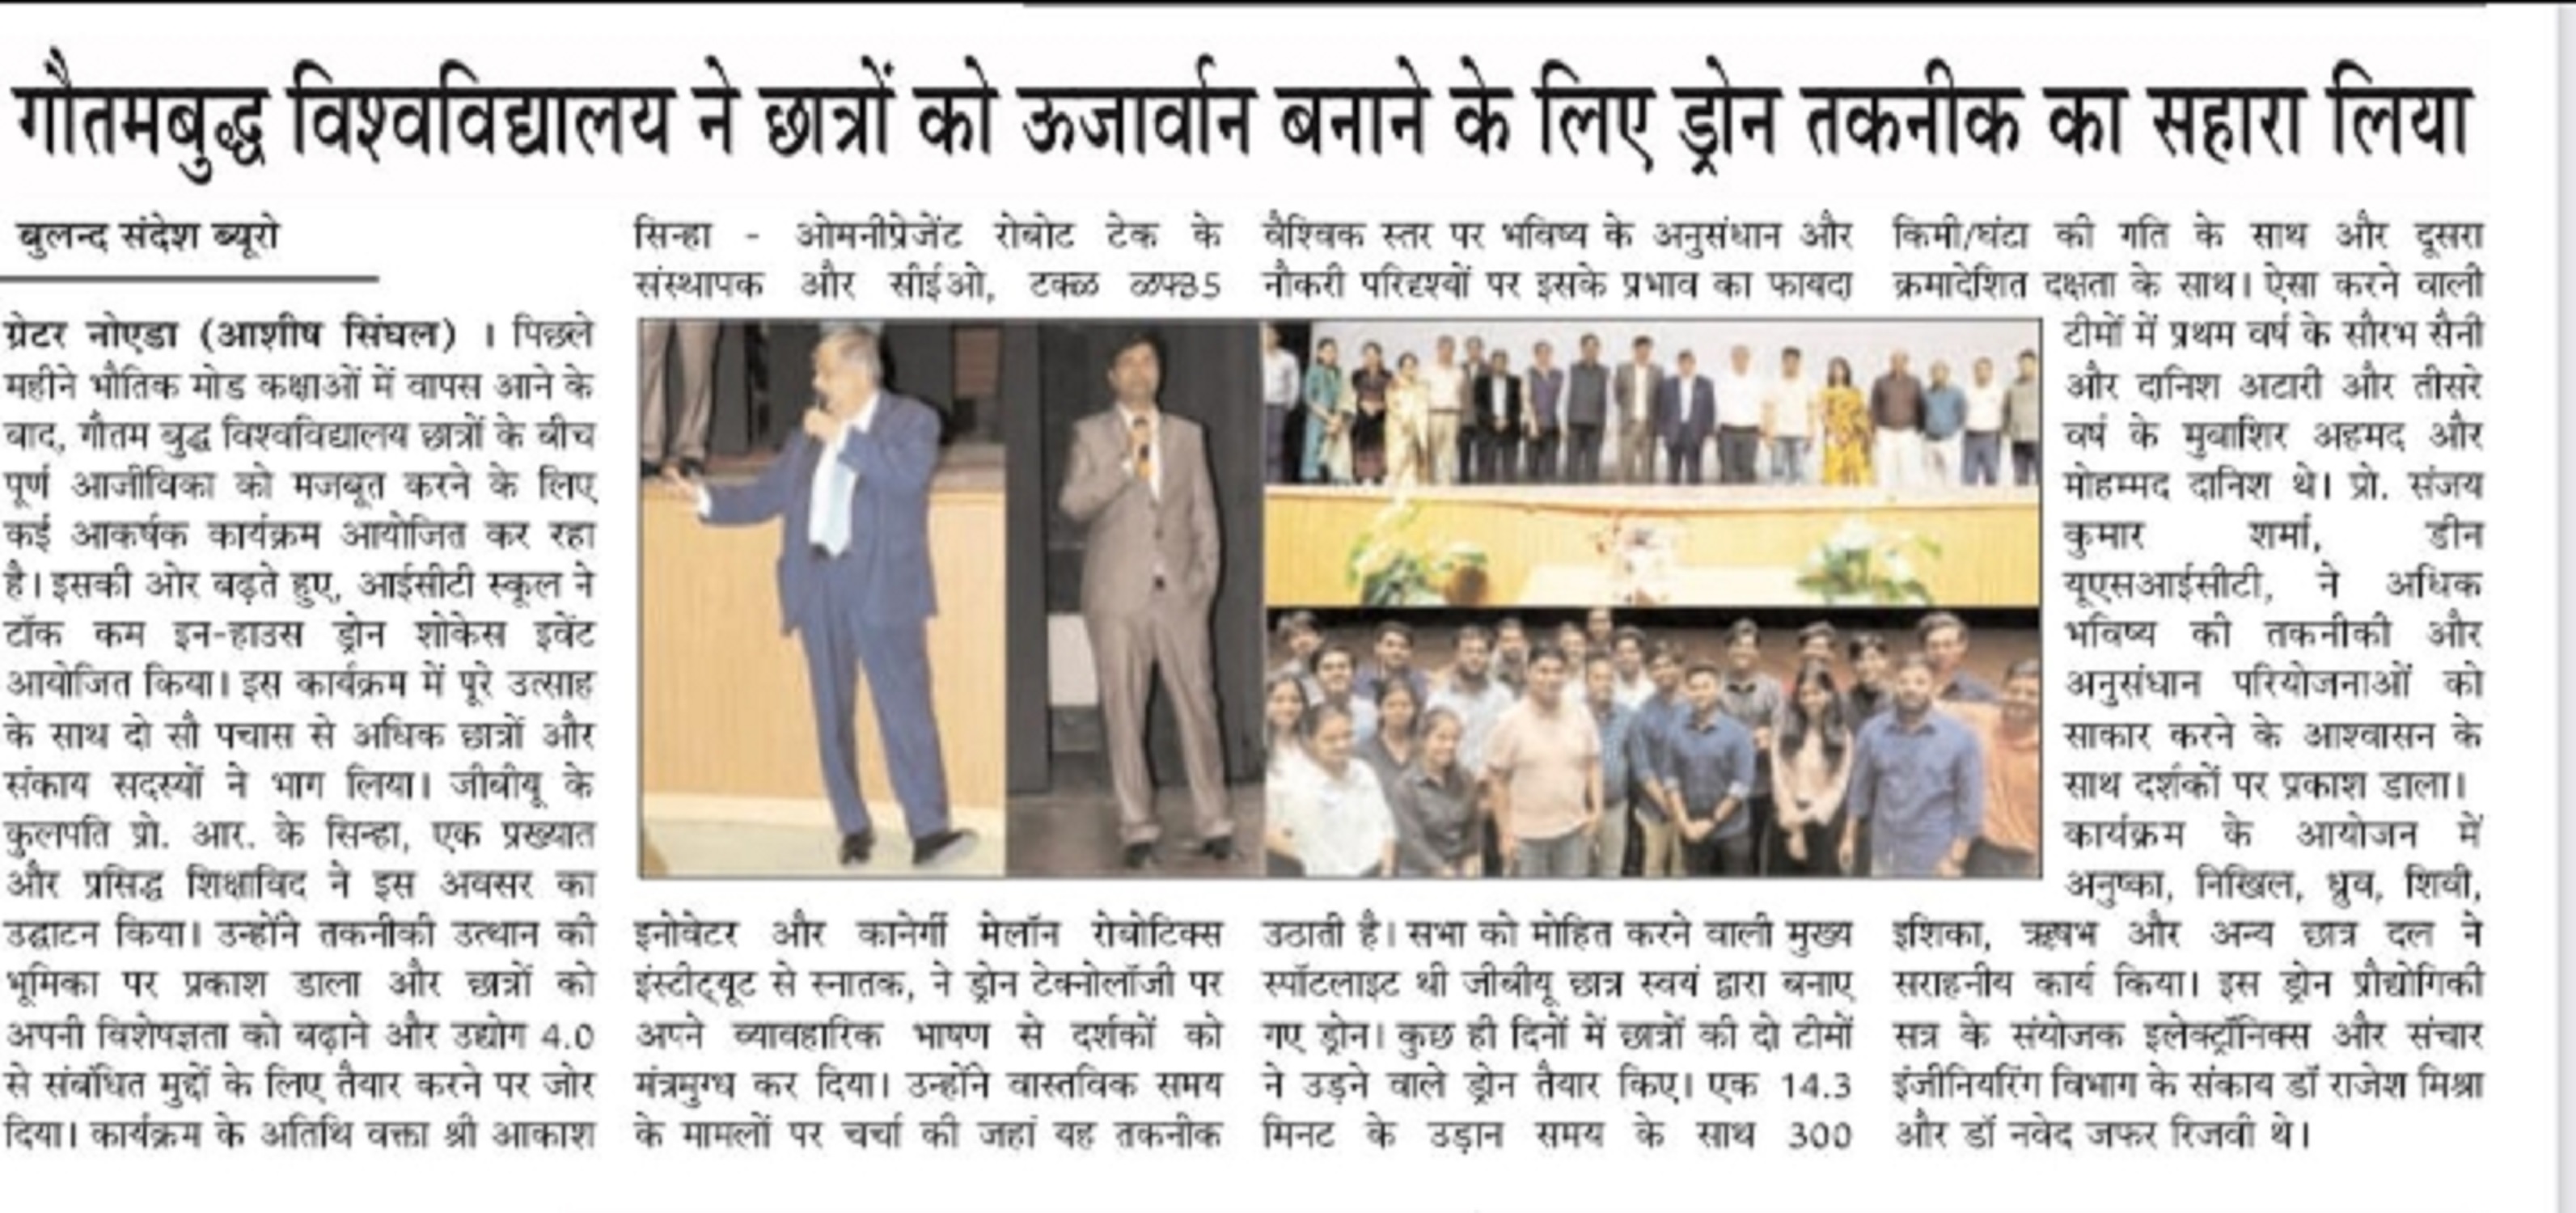 गौतमबुद्ध विश्वविद्यालय ने छात्रों को ऊजार्वान बनाने के लिए ड्रोन तकनीक का सहारा लिया
बुलन्द संदेश ब्यूरो
ग्रेटर नोएडा (आशीष सिंघल) । पिछले
महीने भौतिक मोड कक्षाओं में वापस आने के
बाद, गौतम बुद्ध विश्वविद्यालय छात्रों के बीच
पूर्ण आजीविका को मजबूत करने के लिए
कई आकर्षक कार्यक्रम आयोजित कर रहा
है। इसकी ओर बढ़ते हुए, आईसीटी स्कूल ने
टॉक कम इन-हाउस ड्रोन शोकेस इवेंट
आयोजित किया। इस कार्यक्रम में पूरे उत्साह
के साथ दो सौ पचास से अधिक छात्रों और
संकाय सदस्यों ने भाग लिया। जीबीयू के
कुलपति प्रो. आर. के सिन्हा, एक प्रख्यात
और प्रसिद्ध शिक्षाविद ने इस अवसर का
उद्घाटन किया। उन्होंने तकनीकी उत्थान की
भूमिका पर प्रकाश डाला और छात्रों को
अपनी विशेषज्ञता को बढ़ाने और उद्योग 4.0
से संबंधित मुद्दों के लिए तैयार करने पर जोर
दिया। कार्यक्रम के अतिथि वक्ता श्री आकाश
सिन्हा - ओमनीप्रेजेंट रोबोट टेक के
संस्थापक और सीईओ, टक्ळ ळफ्35
इनोवेटर और कानेर्गी मेलॉन रोबोटिक्स
इंस्टीट्यूट से स्नातक, ने ड्रोन टेक्नोलॉजी पर
अपने व्यावहारिक भाषण से दर्शकों को
मंत्रमुग्ध कर दिया। उन्होंने वास्तविक समय
के मामलों पर चर्चा की जहां यह तकनीक
वैश्विक स्तर पर भविष्य के अनुसंधान और
नौकरी परिदृश्यों पर इसके प्रभाव का फायदा
उठाती है। सभा को मोहित करने वाली मुख्य
स्पॉटलाइट थी जीबीयू छात्र स्वयं द्वारा बनाए
गए ड्रोन। कुछ ही दिनों में छात्रों की दो टीमों
ने उड़ने वाले ड्रोन तैयार किए। एक 14.3
मिनट के उड़ान समय के साथ 300
किमी/घंटा की गति के साथ और दूसरा
क्रमादेशित दक्षता के साथ। ऐसा करने वाली
टीमों में प्रथम वर्ष के सौरभ सैनी
और दानिश अटारी और तीसरे
वर्ष के मुबाशिर अहमद और
मोहम्मद दानिश थे। प्रो. संजय
कुमार शर्मा, डीन
यूएसआईसीटी, ने अधिक
भविष्य की तकनीकी और
अनुसंधान परियोजनाओं को
साकार करने के आश्वासन के
साथ दर्शकों पर प्रकाश डाला।
कार्यक्रम के आयोजन में
अनुष्का, निखिल, ध्रुव, शिवी,
इशिका, ऋषभ और अन्य छात्र दल ने
सराहनीय कार्य किया। इस ड्रोन प्रौद्योगिकी
सत्र के संयोजक इलेक्ट्रॉनिक्स और संचार
इंजीनियरिंग विभाग के संकाय डॉ राजेश मिश्रा
और डॉ नवेद जफर रिजवी थे।